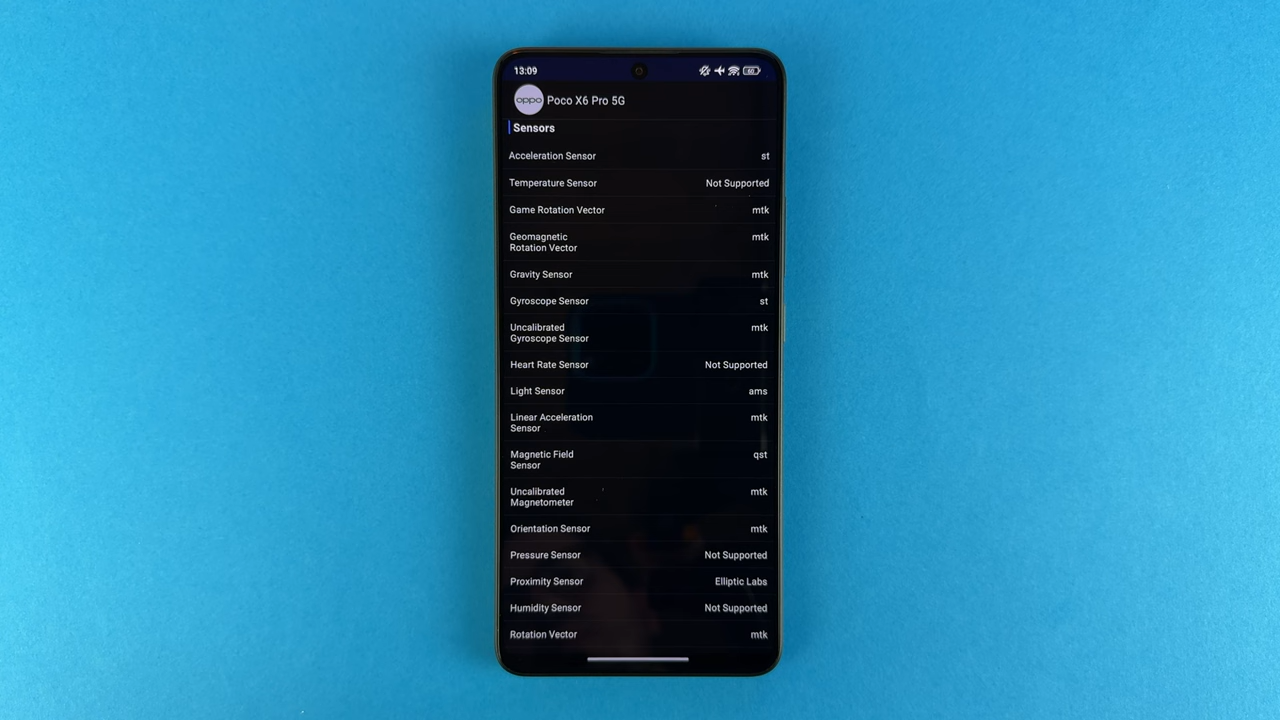 13:09
60
oppo Poco X6 Pro 5G
Sensors
Acceleration Sensor st
Temperature Sensor Not Supported
Game Rotation Vector mtk
Geomagnetic mtk
Rotation Vector
Gravity Sensor mtk
Gyroscope Sensor st
Uncalibrated mtk
Gyroscope Sensor
Heart Rate Sensor Not Supported
Light Sensor ams
Linear Acceleration mtk
Sensor
Magnetic Field qst
Sensor
Uncalibrated mtk
Magnetometer
Orientation Sensor mtk
Pressure Sensor Not Supported
Proximity Sensor Elliptic Labs
Humidity Sensor Not Supported
Rotation Vector mtk